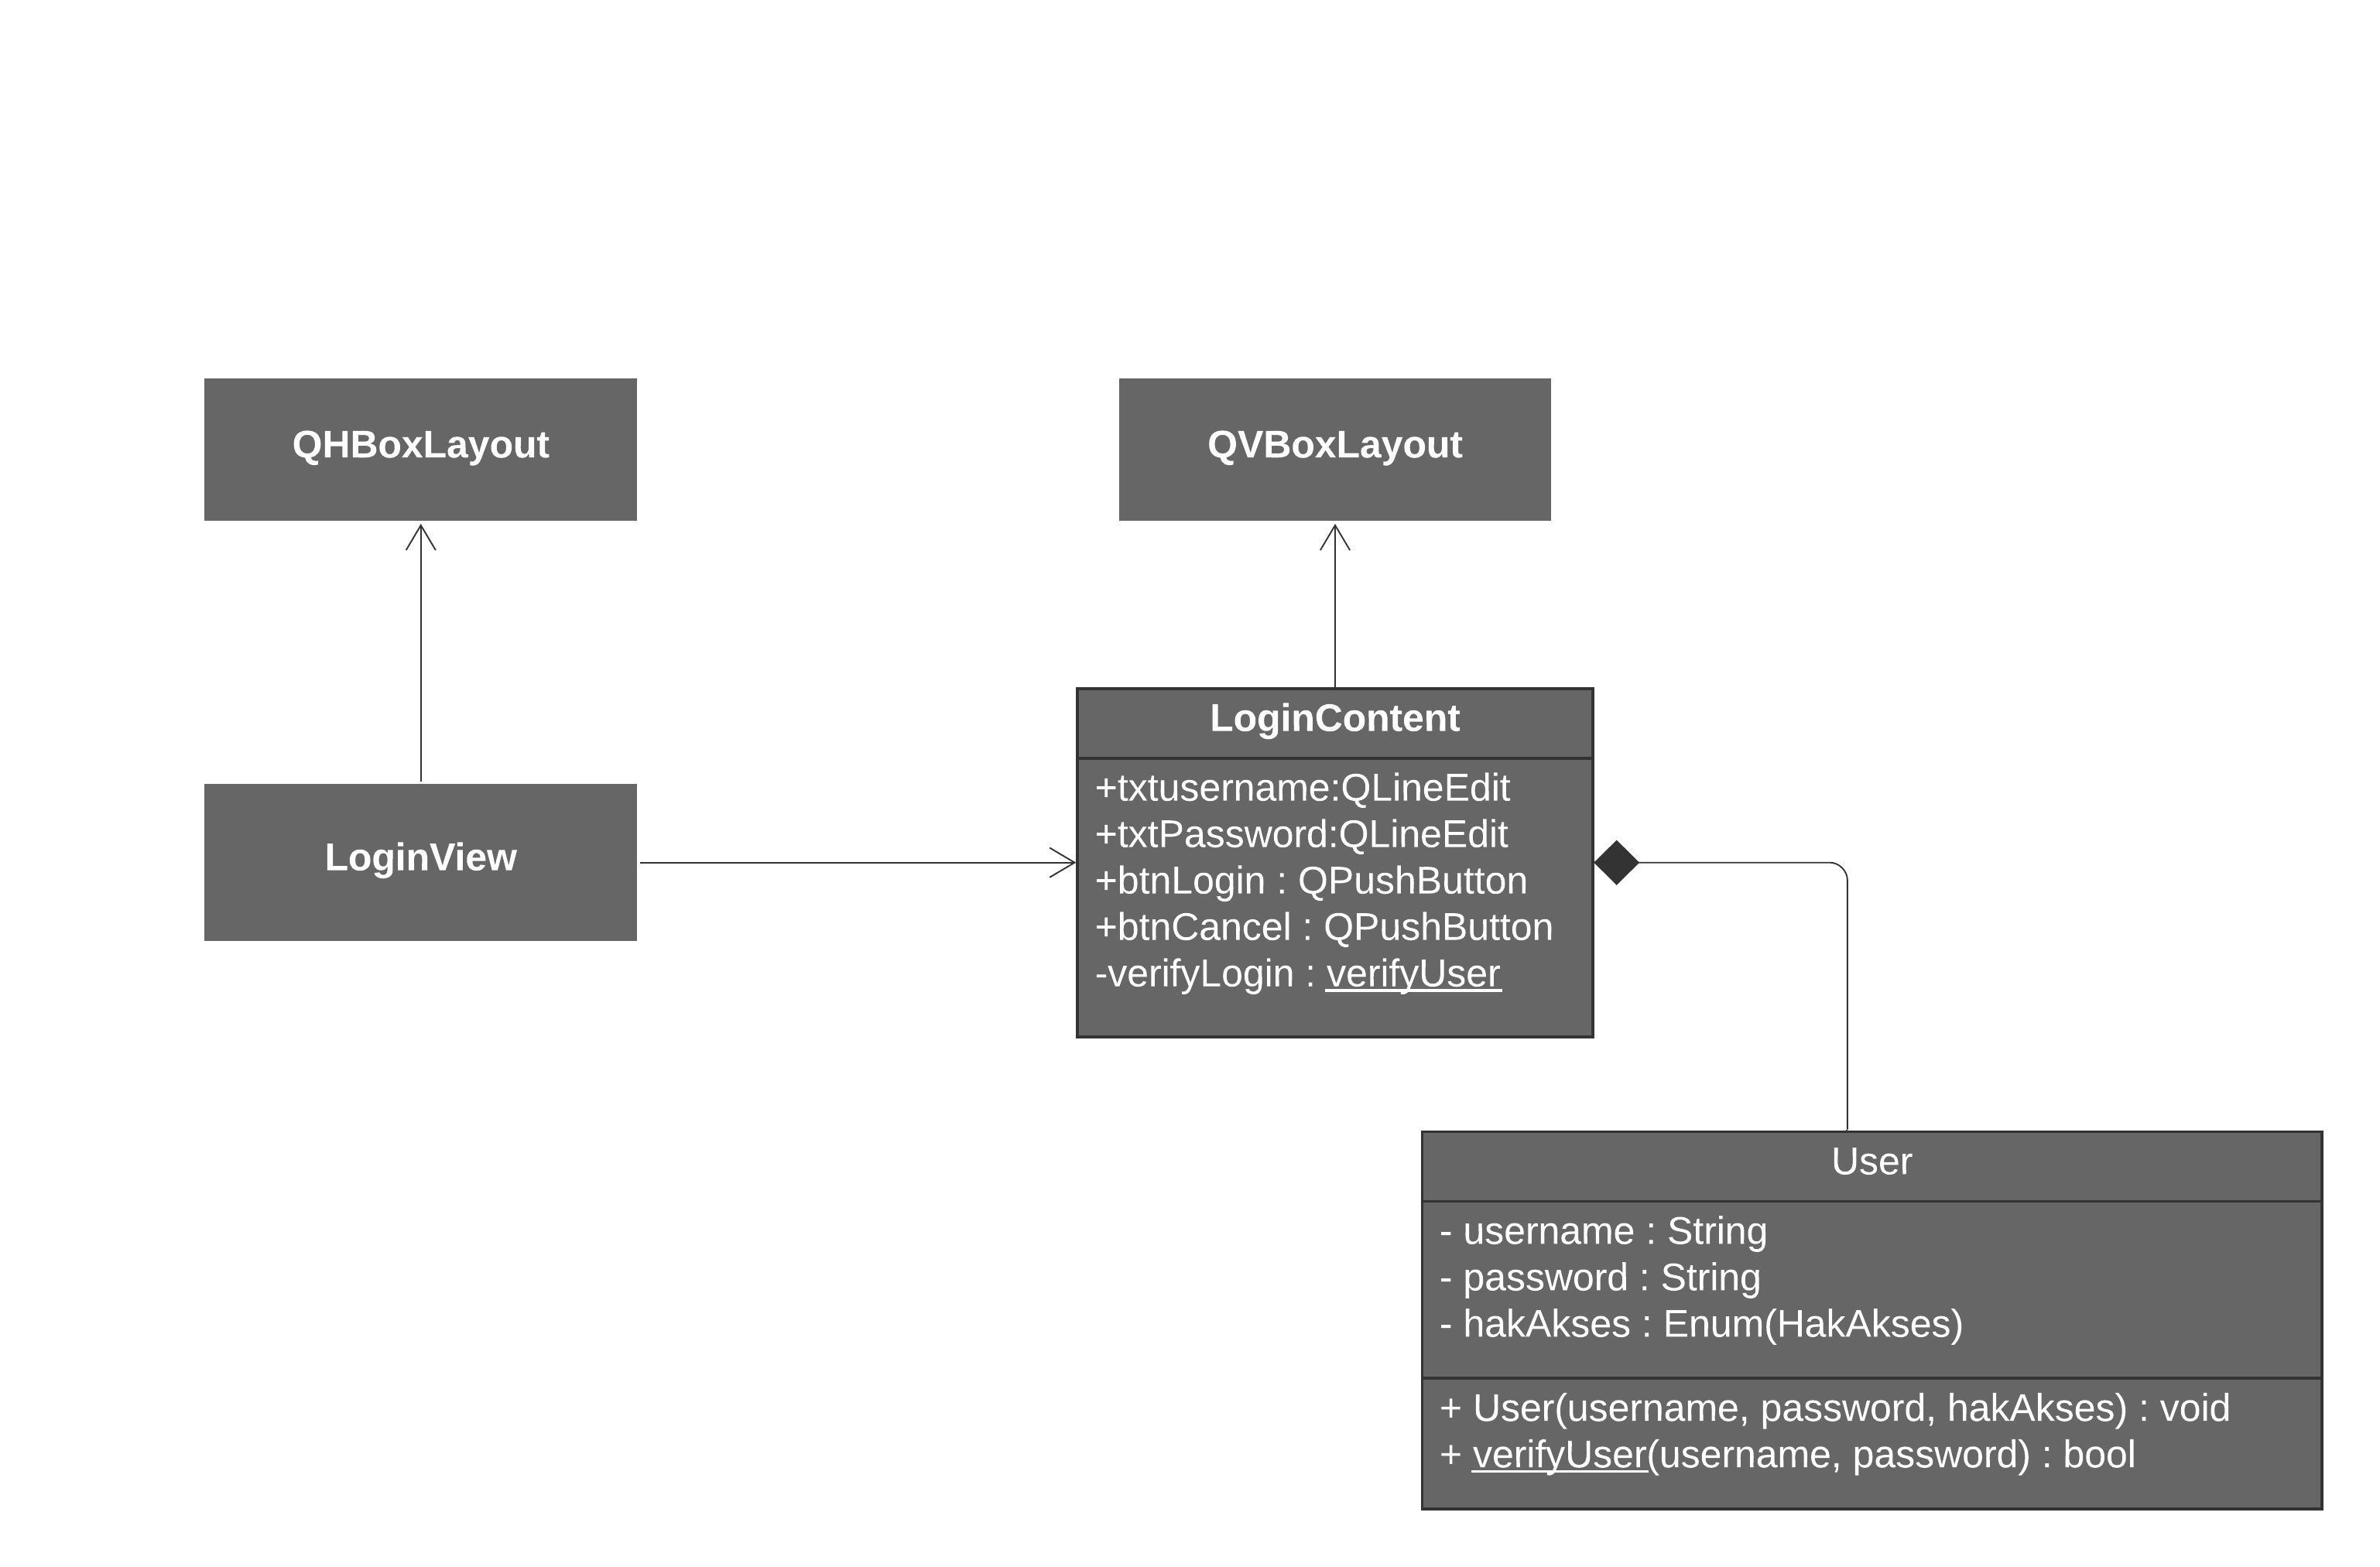 QHBoxLayout
QVBoxLayout
LoginView
LoginContent
+txtusername:QLineEdit
+txtPassword:QLineEdit
+btnLogin : QPushButton
+btnCancel : QPushButton
-verifyLogin : verifyUser
User
- username : String
- password : String
- hakAkses : Enum(HakAkses)
+ User(username, password, hakAkses) : void
+ verifyUser(username, password) : bool